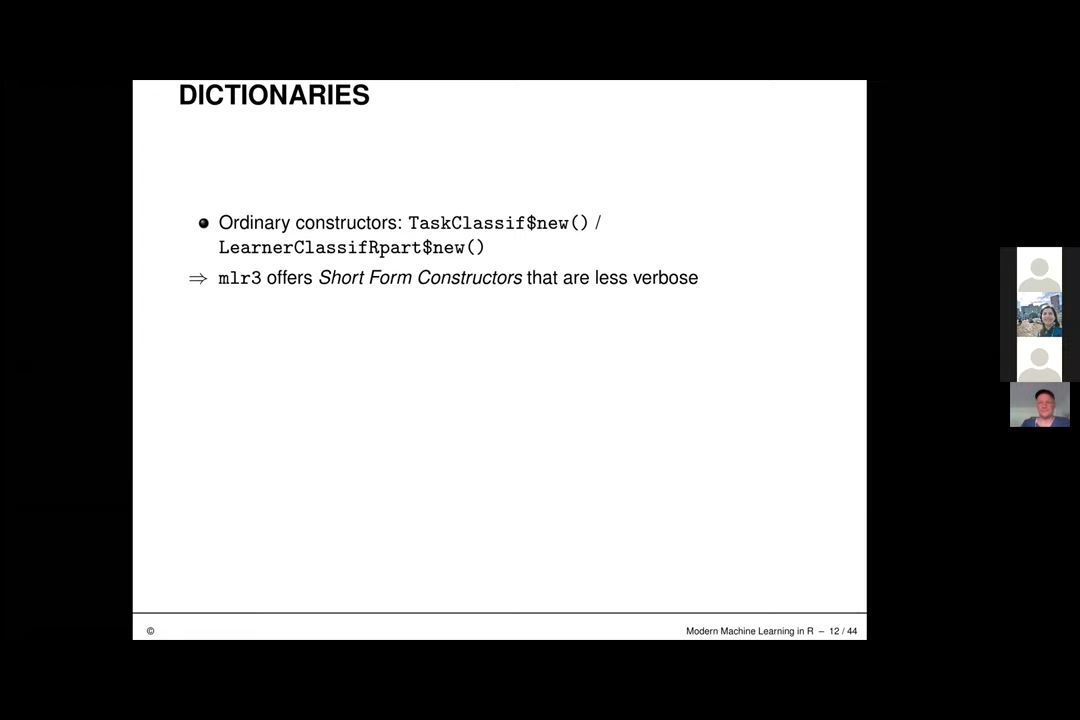 DICTIONARIES
Ordinary constructors: TaskClassif$new() /
LearnerClassifRpart$new()
⇒ mlr3 offers Short Form Constructors that are less verbose
© Modern Machine Learning in R – 12 / 44